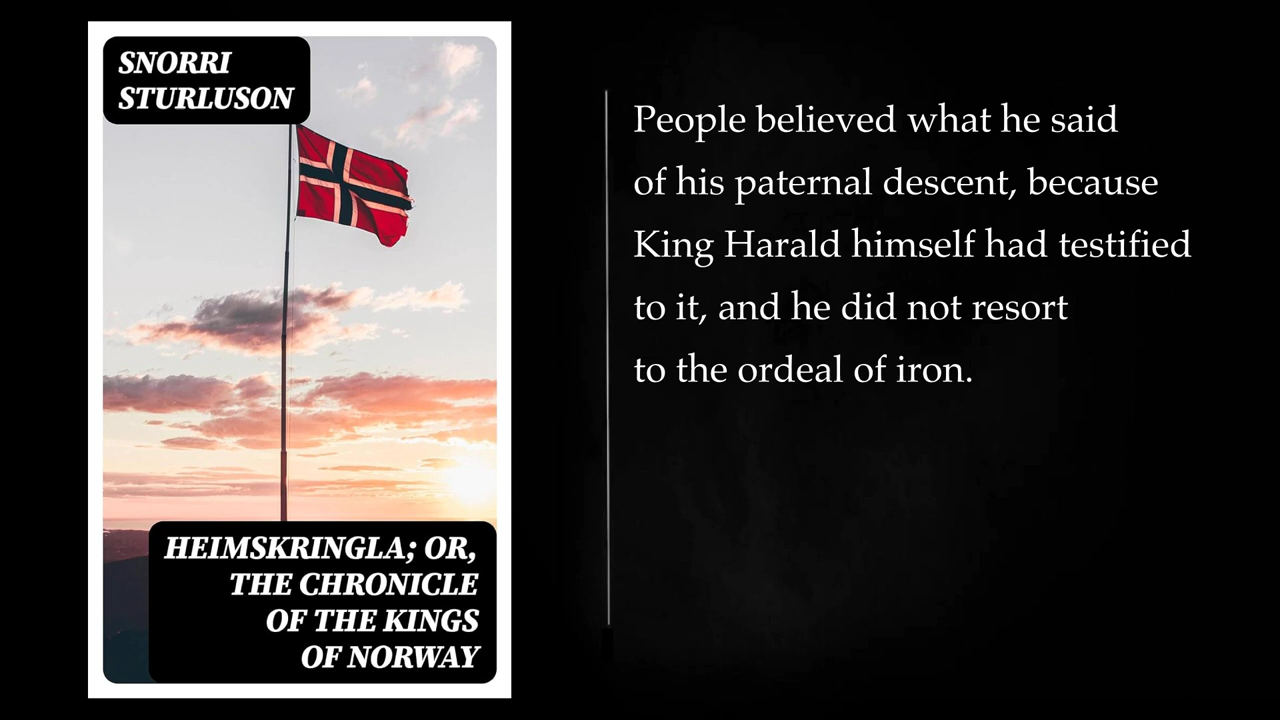 SNORRI
STURLUSON
HEIMSKRINGLA; OR,
THE CHRONICLE
OF THE KINGS
OF NORWAY
People believed what he said
of his paternal descent, because
King Harald himself had testified
to it, and he did not resort
to the ordeal of iron.